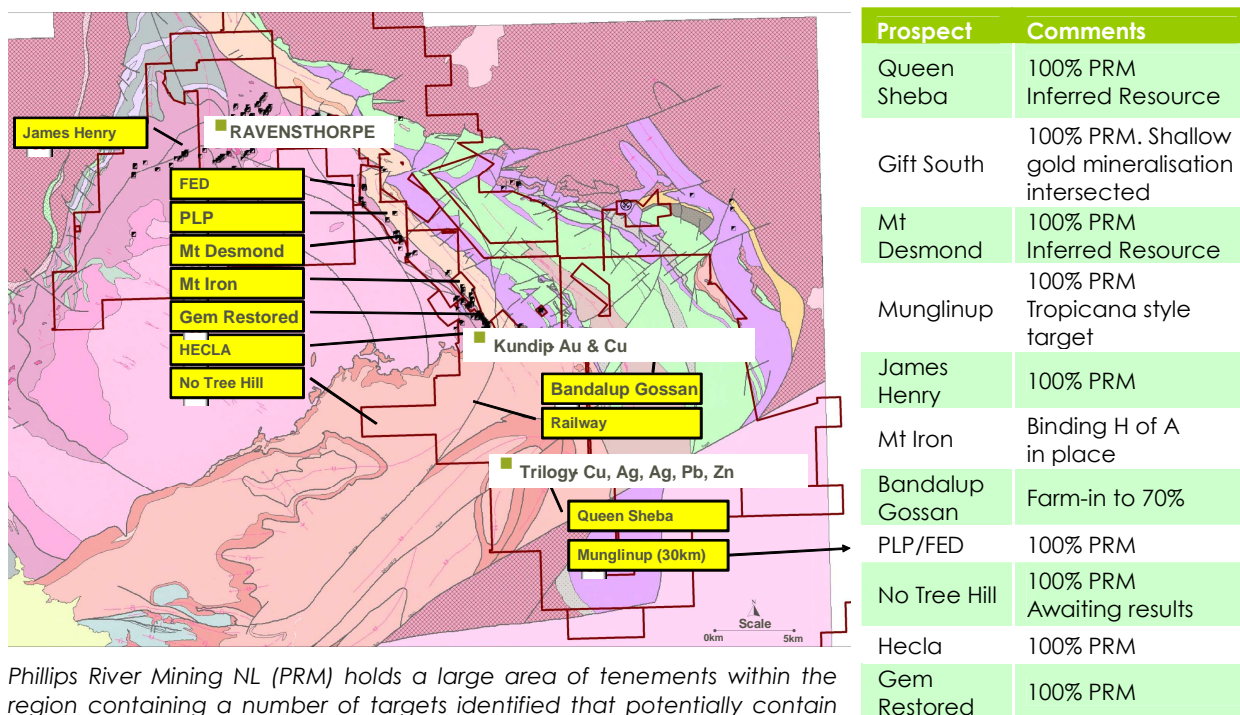 James Henry
RAVENSTHORPE
FED
PLP
Mt Desmond
Mt Iron
Gem Restored
HECLA
No Tree Hill
Kundip Au & Cu
Bandalup Gossan
Railway
Trilogy Cu, Ag, Ag, Pb, Zn
Queen Sheba
Munglinup (30km)
N
Scale
0km 5km
Phillips River Mining NL (PRM) holds a large area of tenements within the
region containing a number of targets identified that potentially contain
Prospect Comments
Queen 100% PRM
Sheba Inferred Resource
100% PRM. Shallow
Gift South gold mineralisation
intersected
Mt 100% PRM
Desmond Inferred Resource
100% PRM
Munglinup Tropicana style
target
James
Henry
100% PRM
Mt Iron
Binding H of A
in place
Bandalup
Gossan
Farm-in to 70%
PLP/FED 100% PRM
No Tree Hill
100% PRM
Awaiting results
Hecla 100% PRM
Gem
Restored
100% PRM